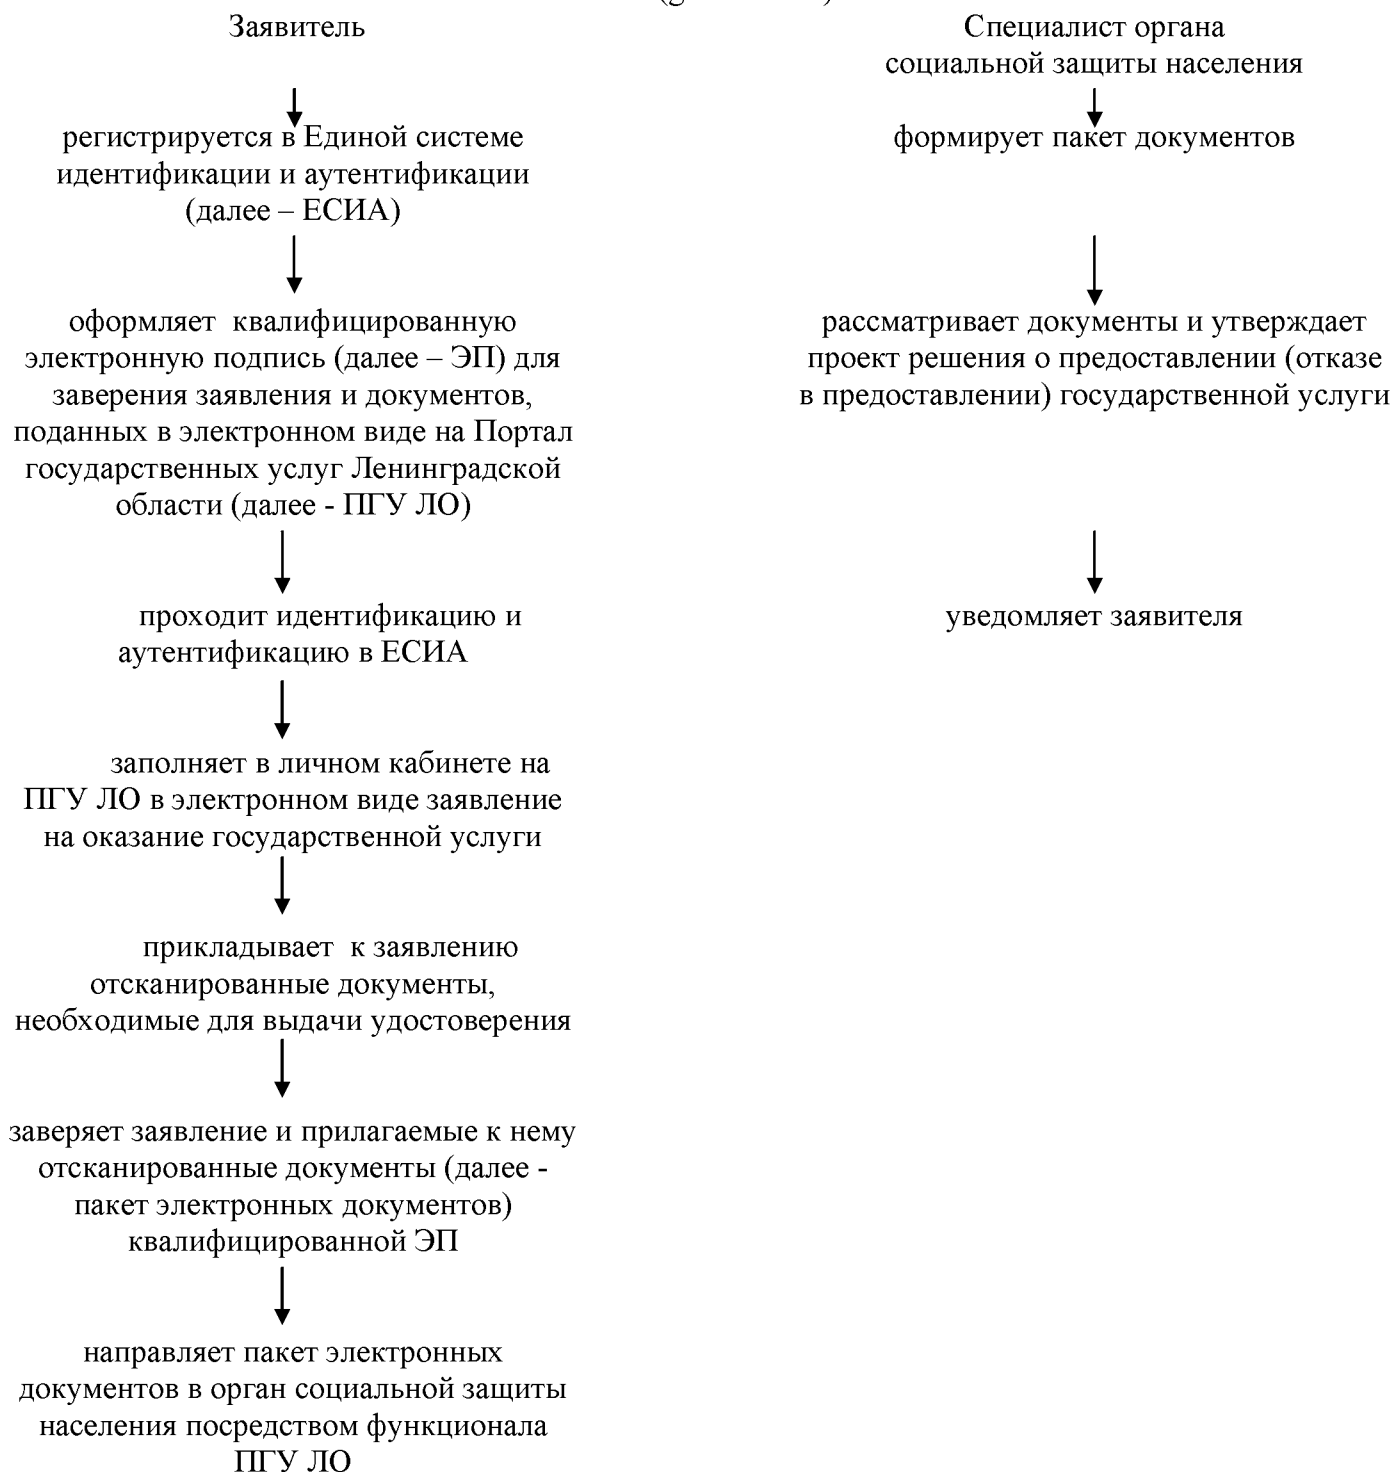 Заявитель
регистрируется в Единой системе
идентификации и аутентификации
(далее – ЕСИА)
оформляет квалифицированную
электронную подпись (далее – ЭП) для
заверения заявления и документов,
поданных в электронном виде на Портал
государственных услуг Ленинградской
области (далее - ПГУ ЛО)
проходит идентификацию и
аутентификацию в ЕСИА
заполняет в личном кабинете на
ПГУ ЛО в электронном виде заявление
на оказание государственной услуги
прикладывает к заявлению
отсканированные документы,
необходимые для выдачи удостоверения
заверяет заявление и прилагаемые к нему
отсканированные документы (далее -
пакет электронных документов)
квалифицированной ЭП
направляет пакет электронных
документов в орган социальной защиты
населения посредством функционала
ПГУ ЛО
Специалист органа
социальной защиты населения
формирует пакет документов
рассматривает документы и утверждает
проект решения о предоставлении (отказе
в предоставлении) государственной услуги
уведомляет заявителя